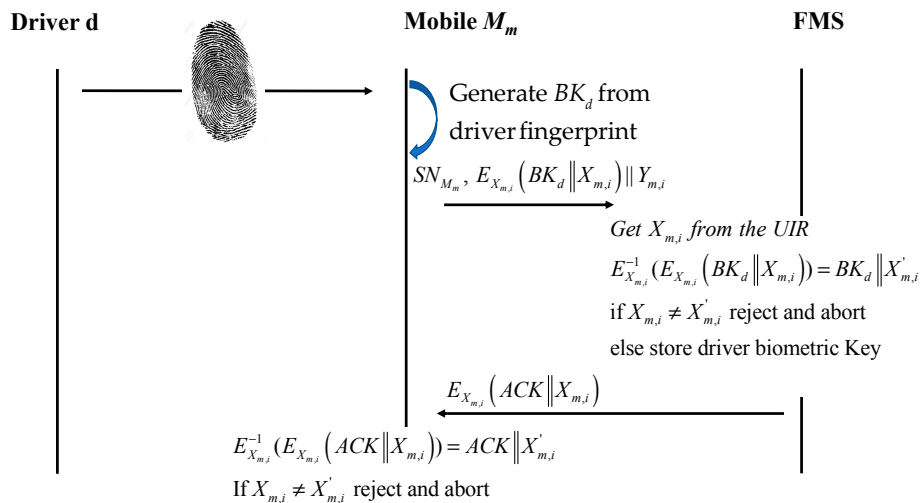 Driver d
Mobile Mₘ
FMS
Generate BK_d from
driver fingerprint
SN_{M_m}, E_{X_{m,i}}(BK_d‖X_{m,i})‖Y_{m,i}
Get X_{m,i} from the UIR
E^{-1}_{X_{m,i}}(E_{X_{m,i}}(BK_d‖X_{m,i})) = BK_d‖X'_{m,i}
if X_{m,i} ≠ X'_{m,i} reject and abort
else store driver biometric Key
E_{X_{m,i}}(ACK‖X_{m,i})
E^{-1}_{X_{m,i}}(E_{X_{m,i}}(ACK‖X_{m,i})) = ACK‖X'_{m,i}
If X_{m,i} ≠ X'_{m,i} reject and abort